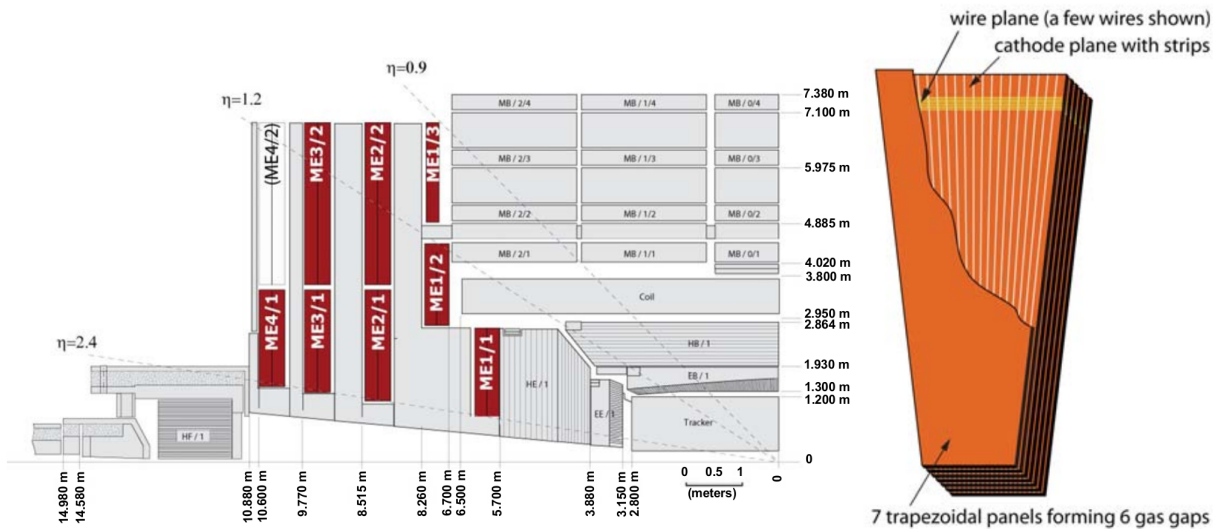 η=0.9
η=1.2
η=2.4
(ME4/2)
ME3/2
ME2/2
ME1/3
ME4/1
ME3/1
ME2/1
ME1/2
ME1/1
MB / 2/4
MB / 1/4
MB / 0/4
MB / 2/3
MB / 1/3
MB / 0/3
MB / 2/2
MB / 1/2
MB / 0/2
MB / 2/1
MB / 1/1
MB / 0/1
Coil
HB / 1
HE / 1
EB / 1
EE / 1
Tracker
HF / 1
7.380 m
7.100 m
5.975 m
4.885 m
4.020 m
3.800 m
2.950 m
2.864 m
1.930 m
1.300 m
1.200 m
0
0 0.5 1
(meters)
14.980 m
14.580 m
10.880 m
10.600 m
9.770 m
8.515 m
8.260 m
6.700 m
6.500 m
5.700 m
3.880 m
3.150 m
2.800 m
0
wire plane (a few wires shown)
cathode plane with strips
7 trapezoidal panels forming 6 gas gaps